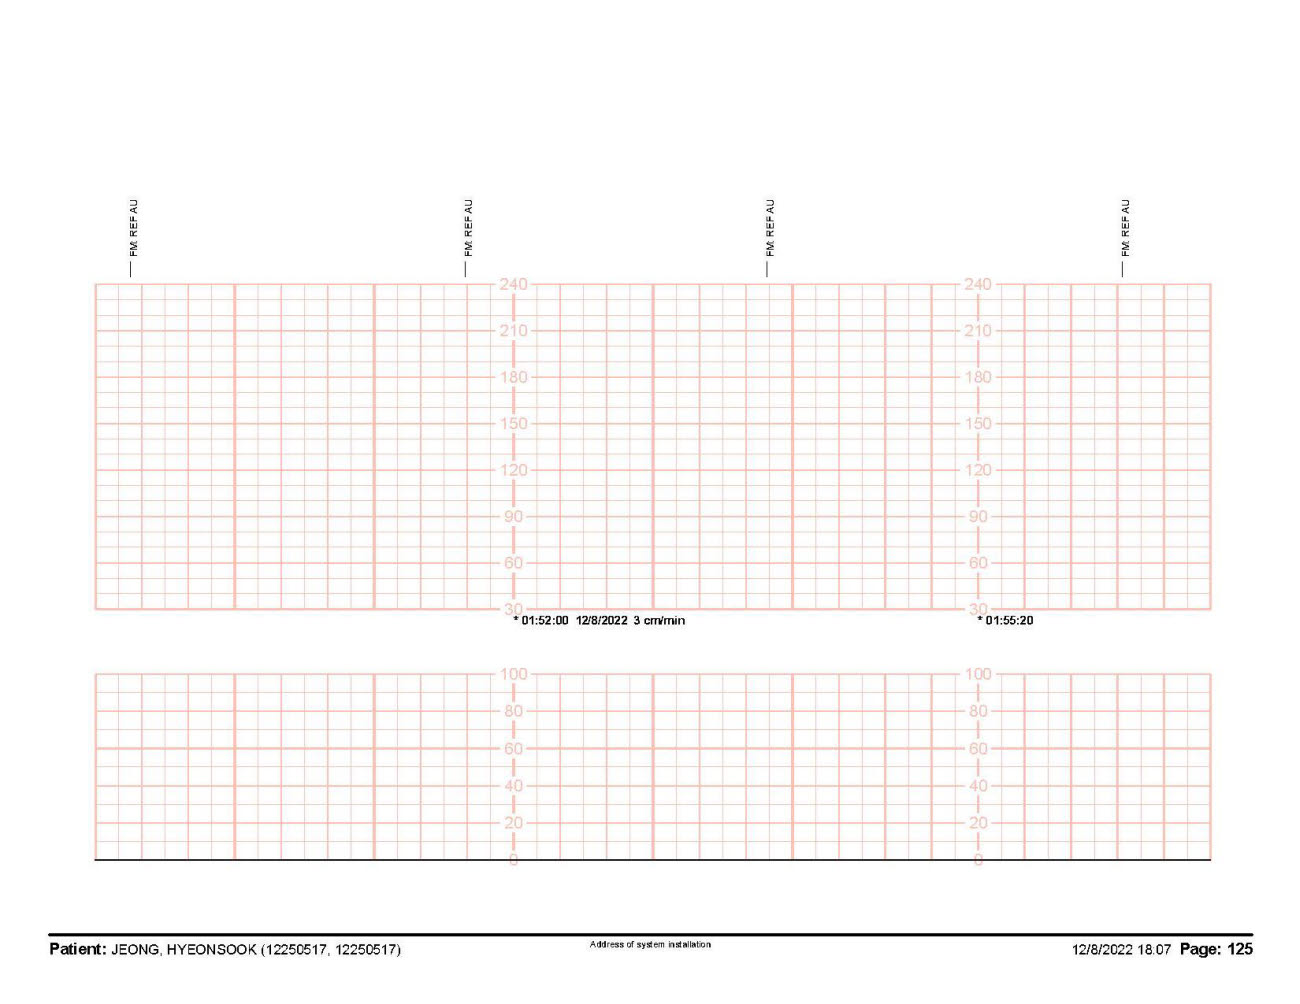 FM: REF AU
FM: REF AU
FM: REF AU
FM: REF AU
240 240
210 210
180 180
150 150
120 120
90 90
60 60
30 30
* 01:52:00 12/8/2022 3 cm/min * 01:55:20
100 100
80 80
60 60
40 40
20 20
0 0
Patient: JEONG, HYEONSOOK (12250517, 12250517) Address of system installation 12/8/2022 18:07 Page: 125